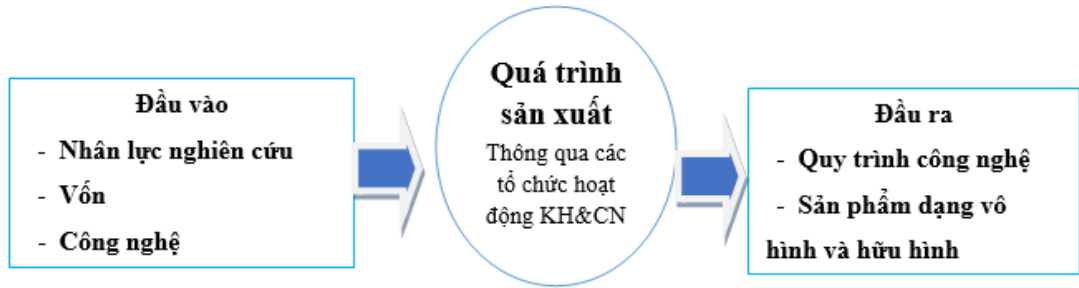 Đầu vào
- Nhân lực nghiên cứu
- Vốn
- Công nghệ
Quá trình
sản xuất
Thông qua các
tổ chức hoạt
động KH&CN
Đầu ra
- Quy trình công nghệ
- Sản phẩm dạng vô
hình và hữu hình